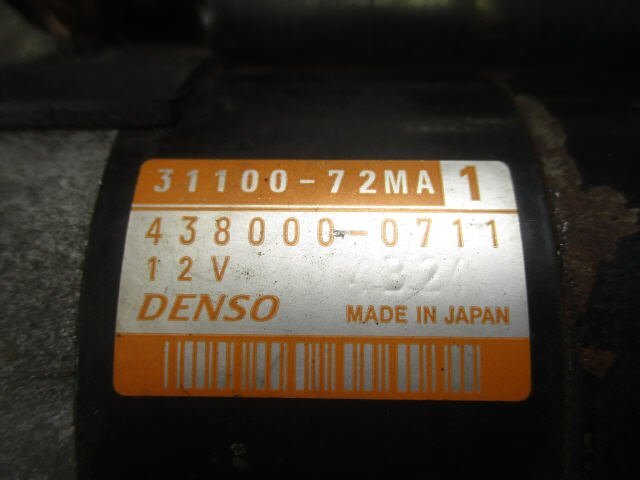 31100-72MA 1
438000-0711
12V
DENSO MADE IN JAPAN